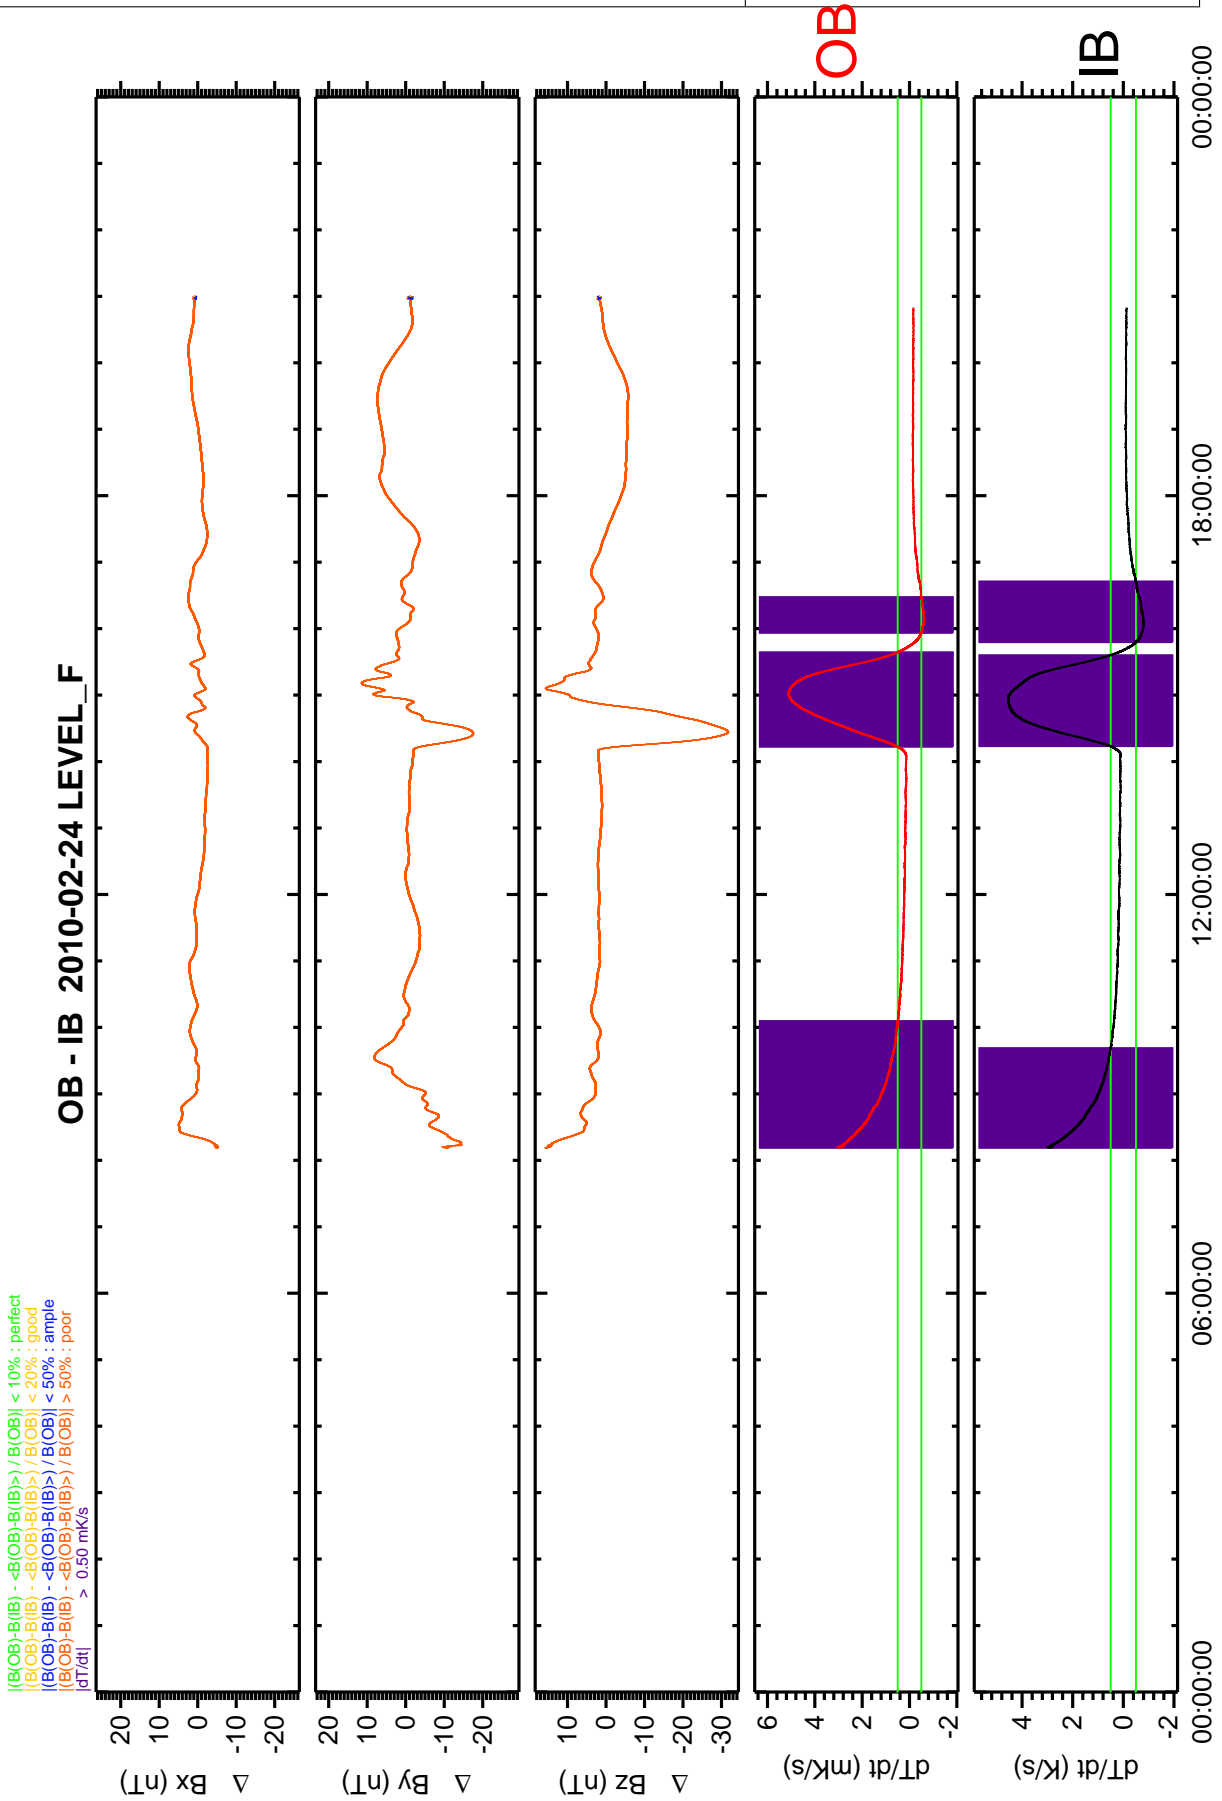 |(B(OB)-B(IB) - <B(OB)-B(IB)>) / B(OB)| < 10% : perfect
|(B(OB)-B(IB) - <B(OB)-B(IB)>) / B(OB)| < 20% : good
|(B(OB)-B(IB) - <B(OB)-B(IB)>) / B(OB)| < 50% : ample
|(B(OB)-B(IB) - <B(OB)-B(IB)>) / B(OB)| > 50% : poor
|dT/dt| > 0.50 mK/s
OB - IB 2010-02-24 LEVEL_F
Δ Bx (nT)
20
10
0
-10
-20
Δ By (nT)
20
10
0
-10
-20
Δ Bz (nT)
10
0
-10
-20
-30
dT/dt (mK/s)
6
4
2
0
-2
OB
dT/dt (K/s)
4
2
0
-2
IB
00:00:00 06:00:00 12:00:00 18:00:00 00:00:00